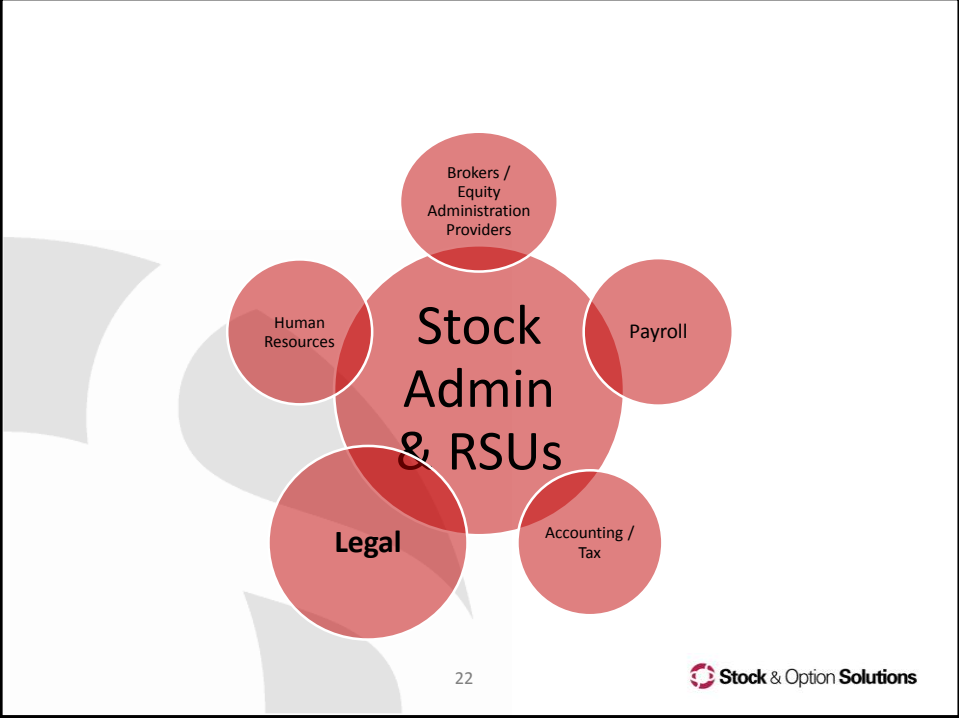 Brokers /
Equity
Administration
Providers
Human
Resources
Stock
Admin
& RSUs
Payroll
Legal
Accounting /
Tax
22
Stock & Option Solutions